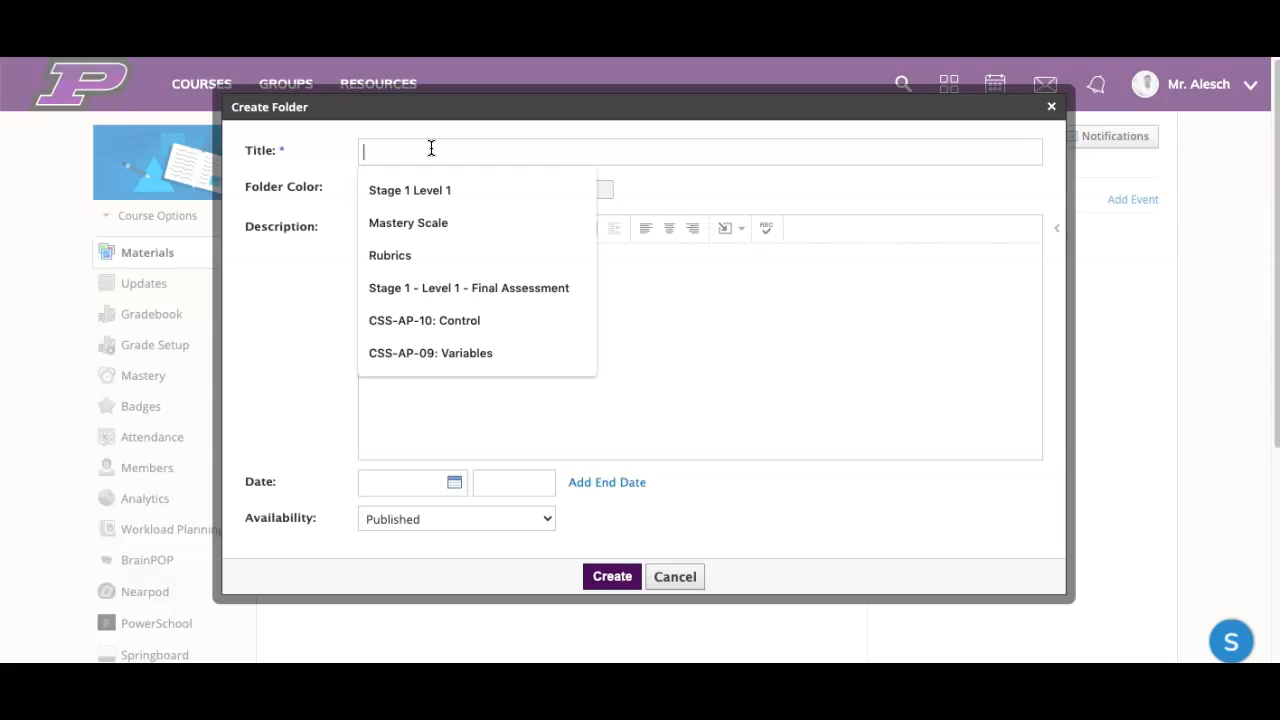 P
COURSES GROUPS RESOURCES Mr. Alesch
Create Folder
Notifications
Title: *
Folder Color:
Stage 1 Level 1
Add Event
Course Options
Description:
Mastery Scale
ABC
Materials
Rubrics
Updates
Stage 1 - Level 1 - Final Assessment
Gradebook
CSS-AP-10: Control
Grade Setup
CSS-AP-09: Variables
Mastery
Badges
Attendance
Members
Date: Add End Date
Analytics
Availability: Published
Workload Planning
BrainPOP
Create Cancel
Nearpod
PowerSchool
S
Springboard